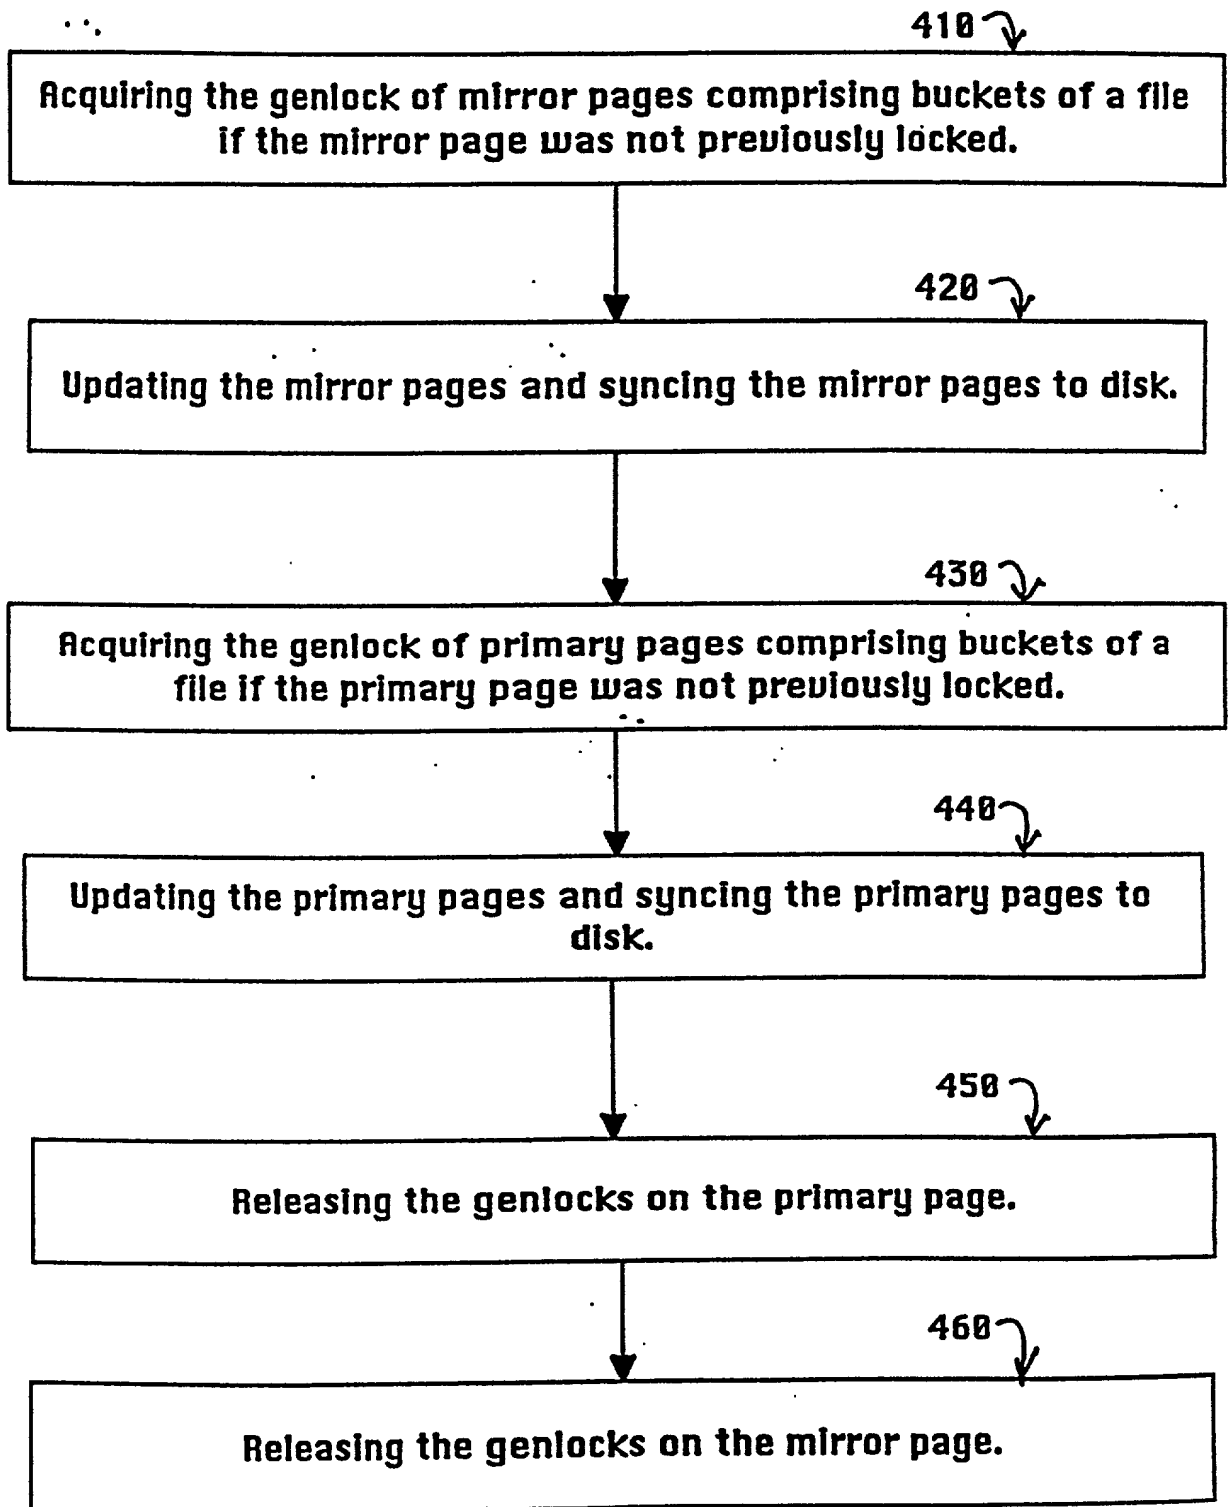 410
Acquiring the genlock of mirror pages comprising buckets of a file
if the mirror page was not previously locked.
420
Updating the mirror pages and syncing the mirror pages to disk.
430
Acquiring the genlock of primary pages comprising buckets of a
file if the primary page was not previously locked.
440
Updating the primary pages and syncing the primary pages to
disk.
450
Releasing the genlocks on the primary page.
460
Releasing the genlocks on the mirror page.